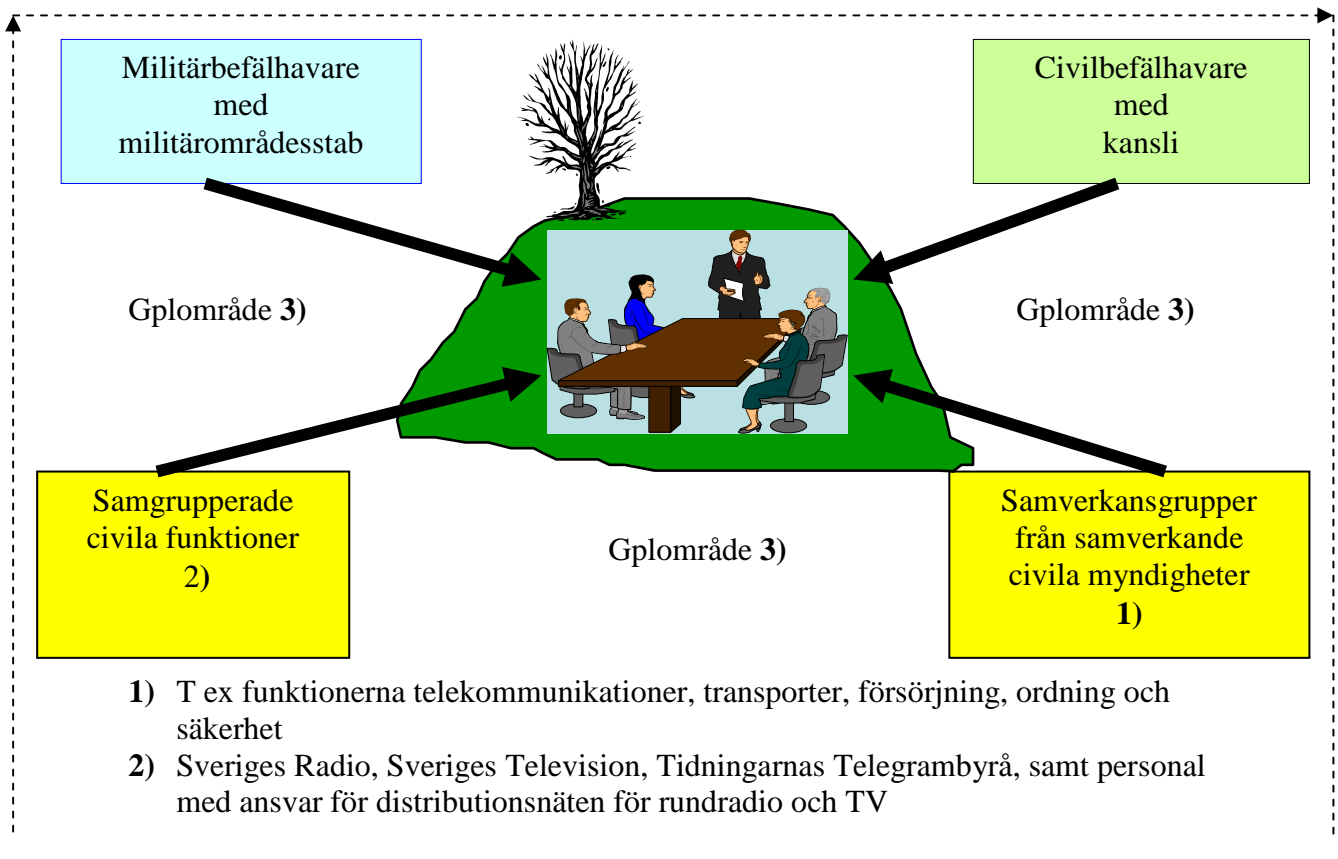 Militärbefälhavare
med
militärområdesstab
Civilbefälhavare
med
kansli
Gplområde 3)
Gplområde 3)
Samgrupperade
civila funktioner
2)
Gplområde 3)
Samverkansgrupper
från samverkande
civila myndigheter
1)
1) T ex funktionerna telekommunikationer, transporter, försörjning, ordning och
säkerhet
2) Sveriges Radio, Sveriges Television, Tidningarnas Telegrambyrå, samt personal
med ansvar för distributionsnäten för rundradio och TV